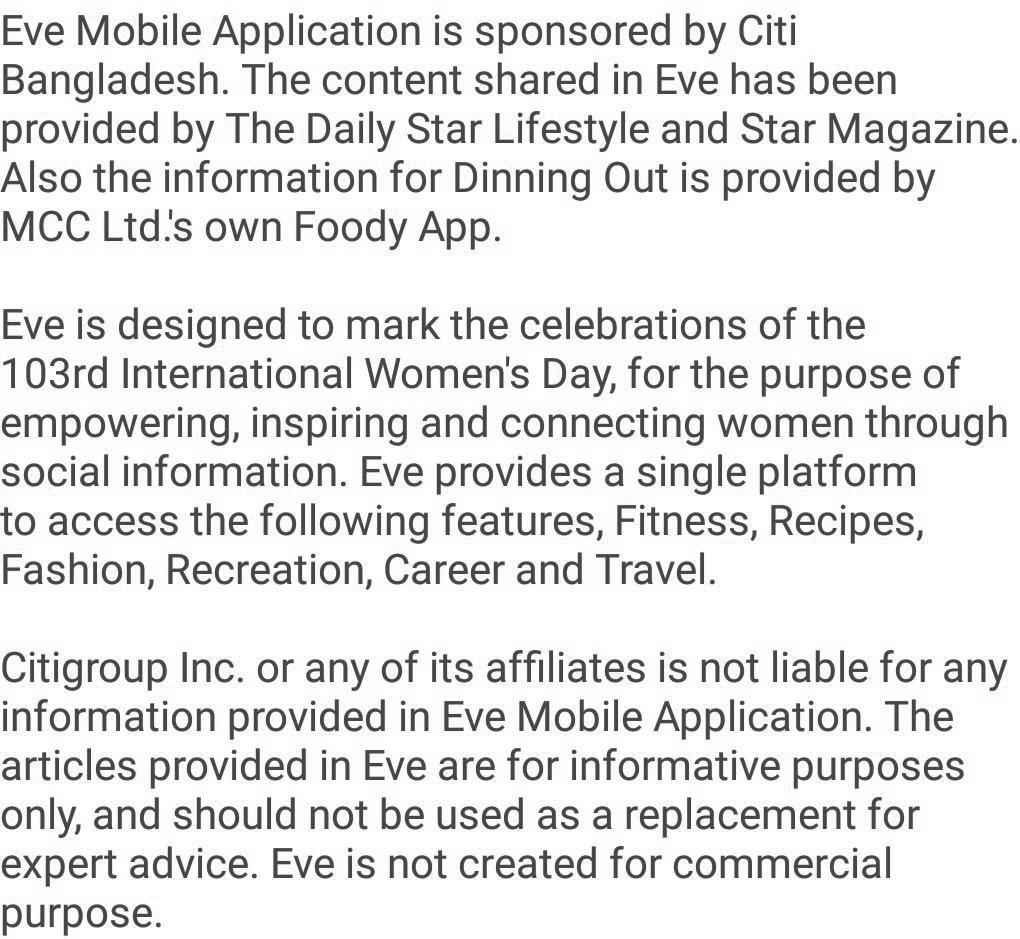 Eve Mobile Application is sponsored by Citi
Bangladesh. The content shared in Eve has been
provided by The Daily Star Lifestyle and Star Magazine.
Also the information for Dinning Out is provided by
MCC Ltd.'s own Foody App.
Eve is designed to mark the celebrations of the
103rd International Women's Day, for the purpose of
empowering, inspiring and connecting women through
social information. Eve provides a single platform
to access the following features, Fitness, Recipes,
Fashion, Recreation, Career and Travel.
Citigroup Inc. or any of its affiliates is not liable for any
information provided in Eve Mobile Application. The
articles provided in Eve are for informative purposes
only, and should not be used as a replacement for
expert advice. Eve is not created for commercial
purpose.